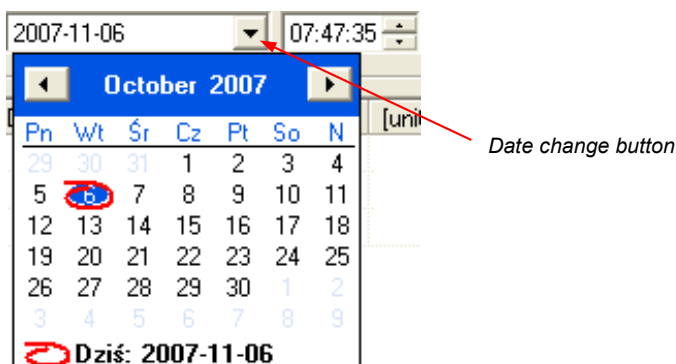 2007-11-06 07:47:35
October 2007
[unit
Pn Wt Śr Cz Pt So N
Date change button
29 30 31 1 2 3 4
5 6 7 8 9 10 11
12 13 14 15 16 17 18
19 20 21 22 23 24 25
26 27 28 29 30 1 2
3 4 5 6 7 8 9
Dziś: 2007-11-06